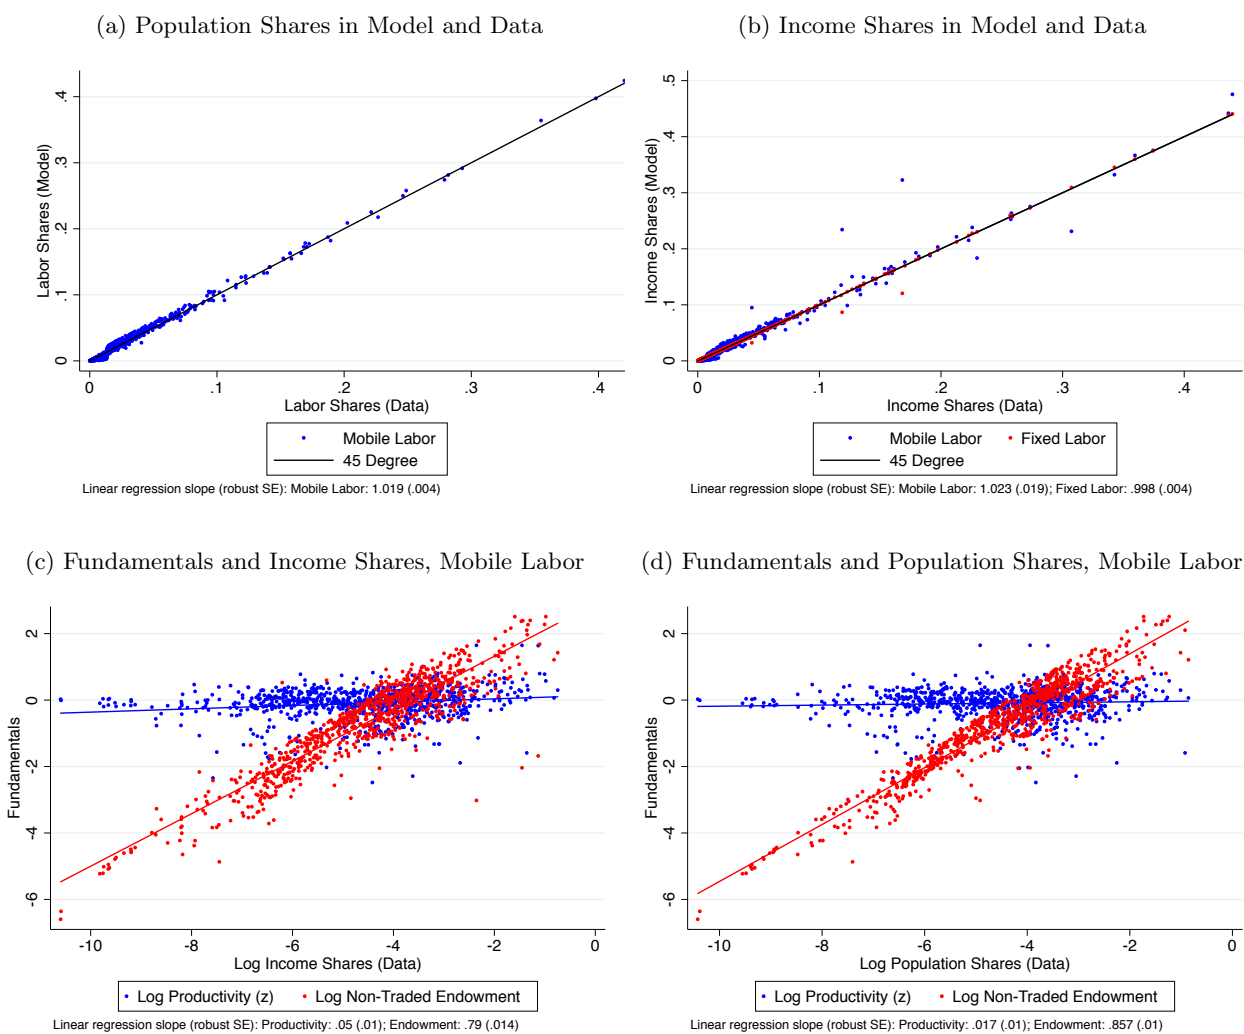 (a) Population Shares in Model and Data
Labor Shares (Model)
.4
.3
.2
.1
0
0 .1 .2 .3 .4
Labor Shares (Data)
Mobile Labor
45 Degree
Linear regression slope (robust SE): Mobile Labor: 1.019 (.004)
(b) Income Shares in Model and Data
Income Shares (Model)
.5
.4
.3
.2
.1
0
0 .1 .2 .3 .4
Income Shares (Data)
Mobile Labor Fixed Labor
45 Degree
Linear regression slope (robust SE): Mobile Labor: 1.023 (.019); Fixed Labor: .998 (.004)
(c) Fundamentals and Income Shares, Mobile Labor
Fundamentals
2
0
-2
-4
-6
-10 -8 -6 -4 -2 0
Log Income Shares (Data)
Log Productivity (z) Log Non-Traded Endowment
Linear regression slope (robust SE): Productivity: .05 (.01); Endowment: .79 (.014)
(d) Fundamentals and Population Shares, Mobile Labor
Fundamentals
2
0
-2
-4
-6
-10 -8 -6 -4 -2 0
Log Population Shares (Data)
Log Productivity (z) Log Non-Traded Endowment
Linear regression slope (robust SE): Productivity: .017 (.01); Endowment: .857 (.01)